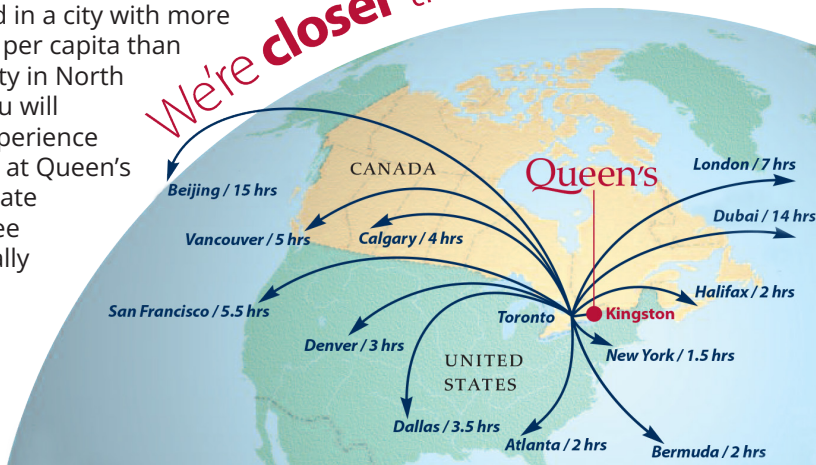 d in a city with more
per capita than
ty in North
u will
perience
at Queen's
ate
ee
ally
We're closer
CANADA
Queen's
London / 7 hrs
Beijing / 15 hrs
Dubai / 14 hrs
Vancouver / 5 hrs
Calgary / 4 hrs
Halifax / 2 hrs
San Francisco / 5.5 hrs
Toronto
Kingston
Denver / 3 hrs
New York / 1.5 hrs
UNITED
STATES
Dallas / 3.5 hrs
Atlanta / 2 hrs
Bermuda / 2 hrs